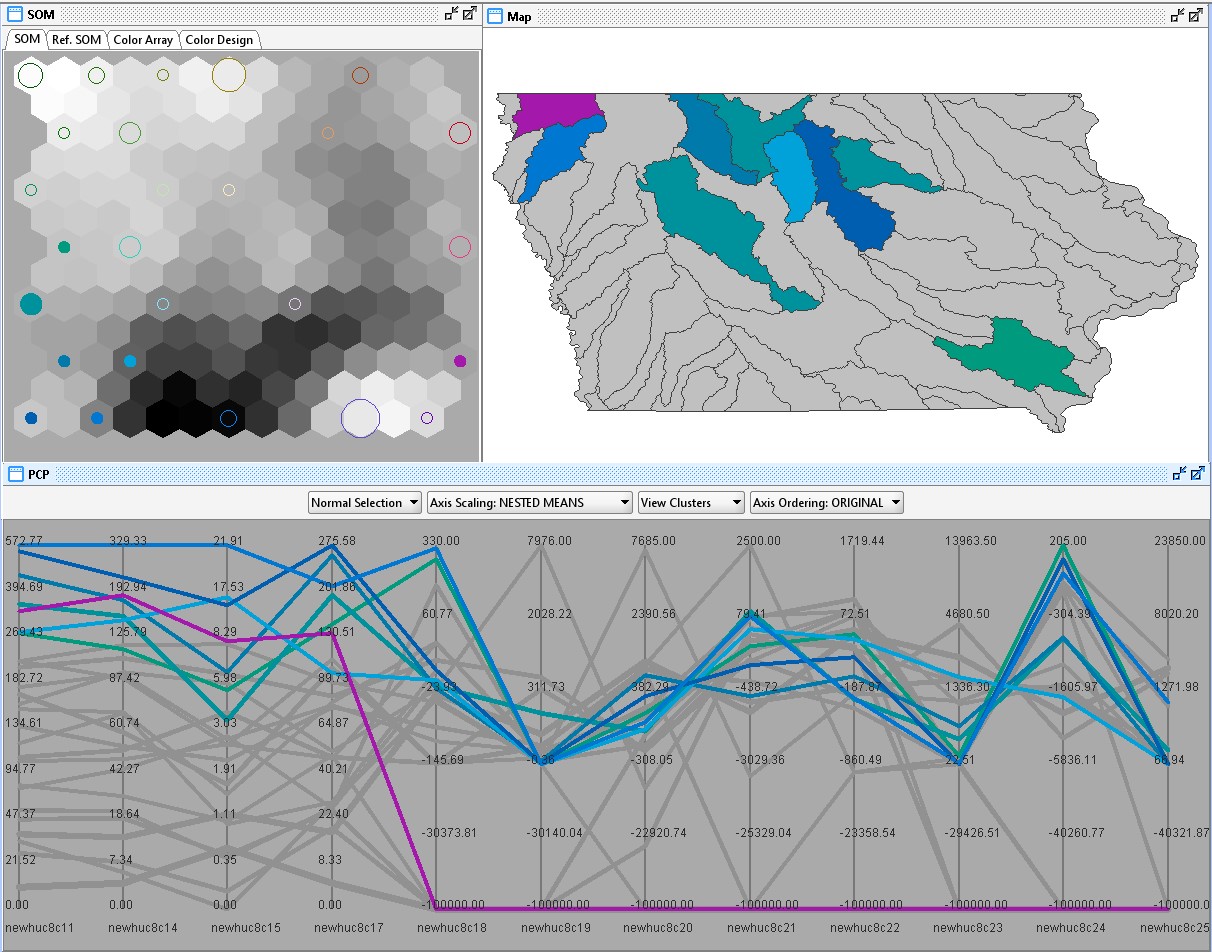 SOM
Map
SOM Ref. SOM Color Array Color Design
PCP
Normal Selection Axis Scaling: NESTED MEANS View Clusters Axis Ordering: ORIGINAL
572.77 329.33 21.91 275.58 330.00 7976.00 7685.00 2500.00 1719.44 13963.50 205.00 23850.00
394.69 192.94 17.53 201.86 60.77 2028.22 2390.56 79.41 72.51 4680.50 -304.39 8020.20
269.43 125.79 8.29 130.51
182.72 87.42 5.98 89.73 -23.93 311.73 382.29 -438.72 -187.87 1336.30 -1605.97 1271.98
134.61 60.74 3.03 64.87
94.77 42.27 1.91 40.21 -145.69 -0.36 -308.05 -3029.36 -860.49 22.51 -5836.11 66.94
47.37 18.64 1.11 22.40 -30373.81 -30140.04 -22920.74 -25329.04 -23358.54 -29426.51 -40260.77 -40321.87
21.52 7.34 0.35 8.33
0.00 0.00 0.00 0.00 -100000.00 -100000.00 -100000.00 -100000.00 -100000.00 -100000.00 -100000.00 -100000.0
newhuc8c11 newhuc8c14 newhuc8c15 newhuc8c17 newhuc8c18 newhuc8c19 newhuc8c20 newhuc8c21 newhuc8c22 newhuc8c23 newhuc8c24 newhuc8c25